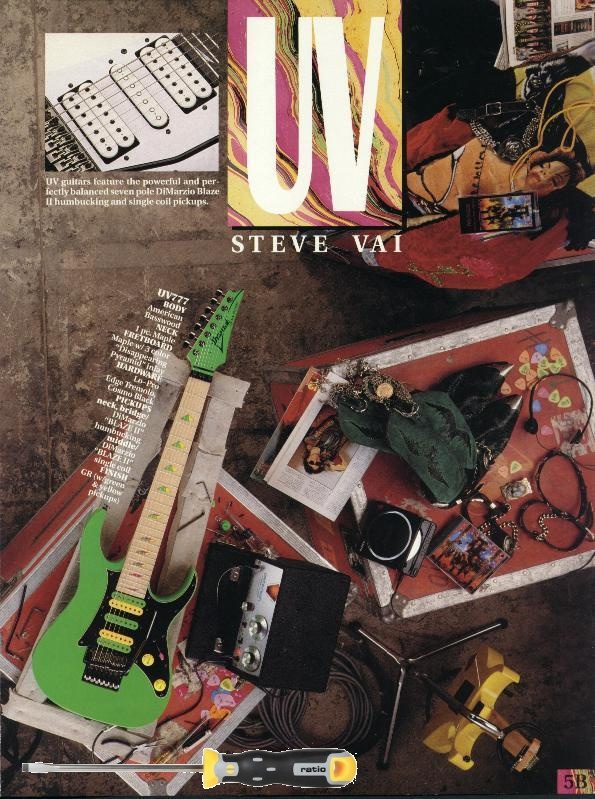 UV
UV guitars feature the powerful and per-
fectly balanced seven pole DiMarzio Blaze
II humbucking and single coil pickups.
STEVE VAI
UV777
BODY
American
Basswood
NECK
1 pc. Maple
FRETBOARD
Maple w/ 3 color
"Disappearing
Pyramid" inlay
HARDWARE
Lo-Pro
Edge Tremolo,
Cosmo Black
PICKUPS
neck, bridge/
DiMarzio
"BLAZE II"
humbucking
middle/
DiMarzio
"BLAZE II"
single coil
FINISH
GR (w/green
& yellow
pickups)
Ibanez
ratio
5B